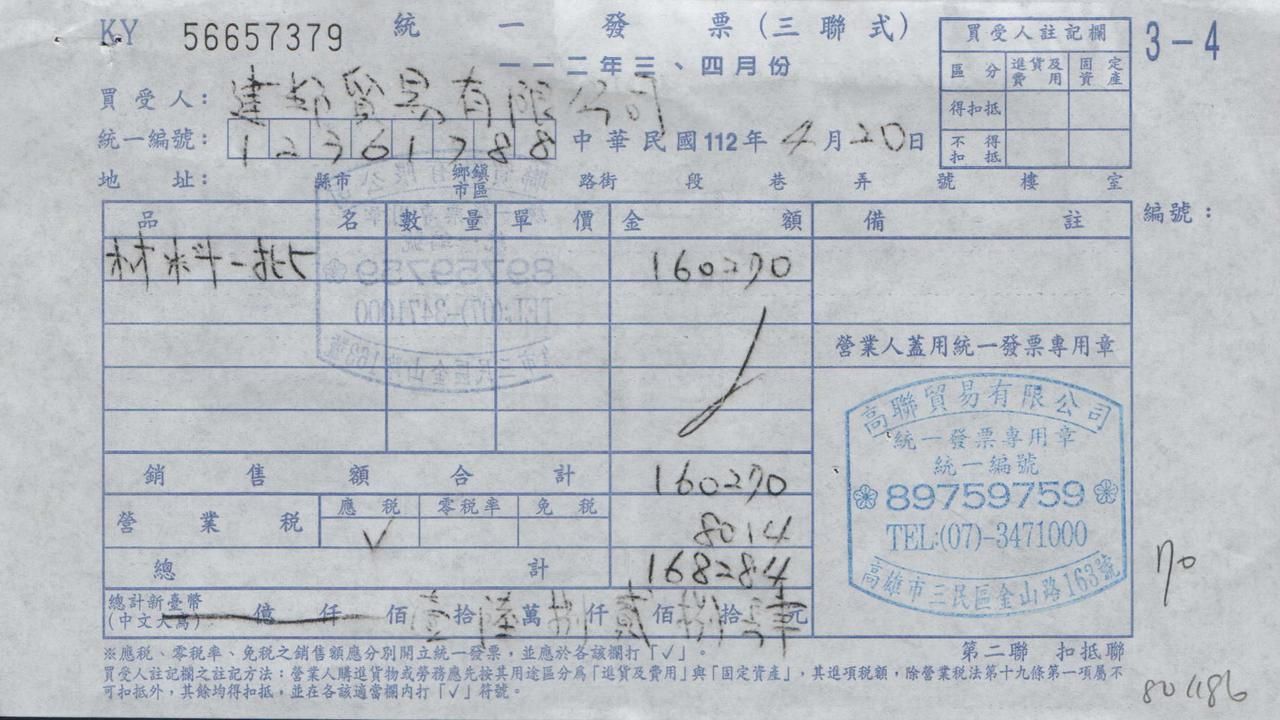 KY 56657379 統一發票(三聯式) 3-4
一一二年三、四月份
買受人註記欄
區分 進貨及費用 固定資產
得扣抵
不得扣抵
買受人: 有限公司
統一編號: 12361788 中華民國112年4月20日
地址: 縣市 鄉鎮市區 路街 段 巷 弄 號 樓 室
品名 數量 單價 金額 備註 編號:
160270
營業人蓋用統一發票專用章
高聯貿易有限公司
統一發票專用章
統一編號
89759759
TEL:(07)-3471000
高雄市三民區金山路163號
銷售額合計 160270
營業稅 應稅 零稅率 免稅 8014
√
總計 168284
總計新臺幣(中文大寫) 億 仟 佰壹拾陸萬捌仟貳佰捌拾肆元
no
※應稅、零稅率、免稅之銷售額應分別開立統一發票,並應於各該欄打「√」。
第二聯 扣抵聯
買受人註記欄之註記方法:營業人購進貨物或勞務應先按其用途區分為「進貨及費用」與「固定資產」,其進項稅額,除營業稅法第十九條第一項屬不
可扣抵外,其餘均得扣抵,並在各該適當欄內打「√」符號。